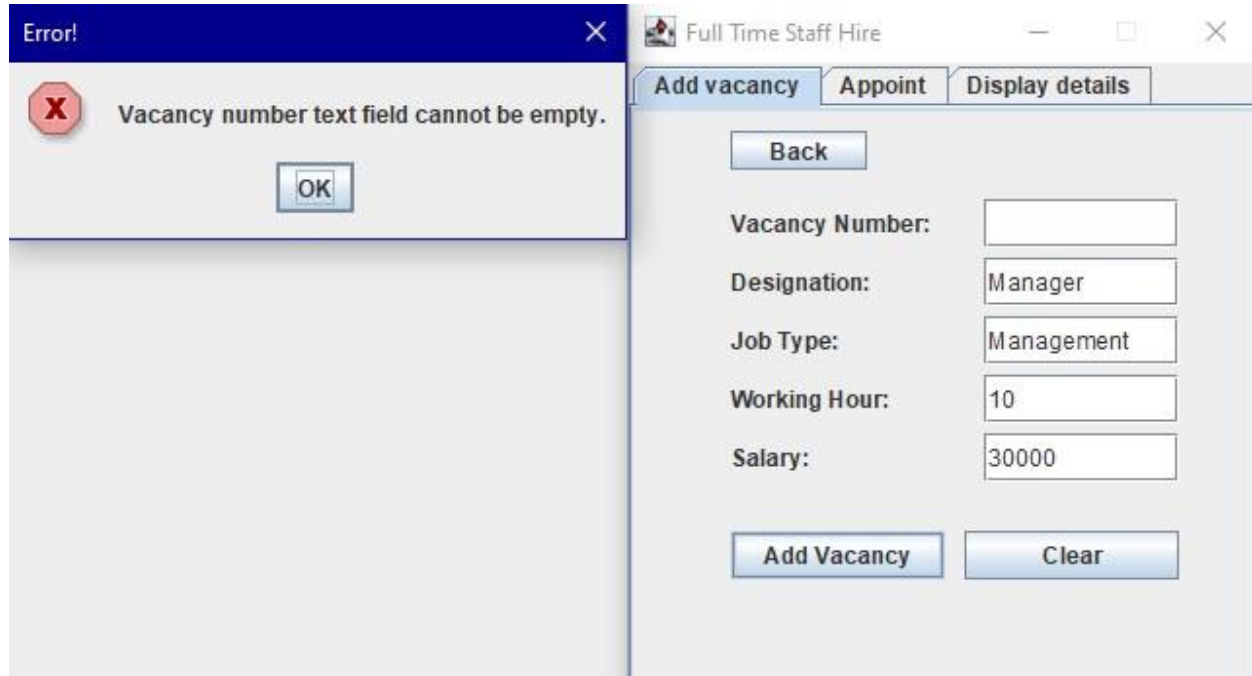 Error!
Vacancy number text field cannot be empty.
OK
Full Time Staff Hire
Add vacancy Appoint Display details
Back
Vacancy Number:
Designation: Manager
Job Type: Management
Working Hour: 10
Salary: 30000
Add Vacancy Clear